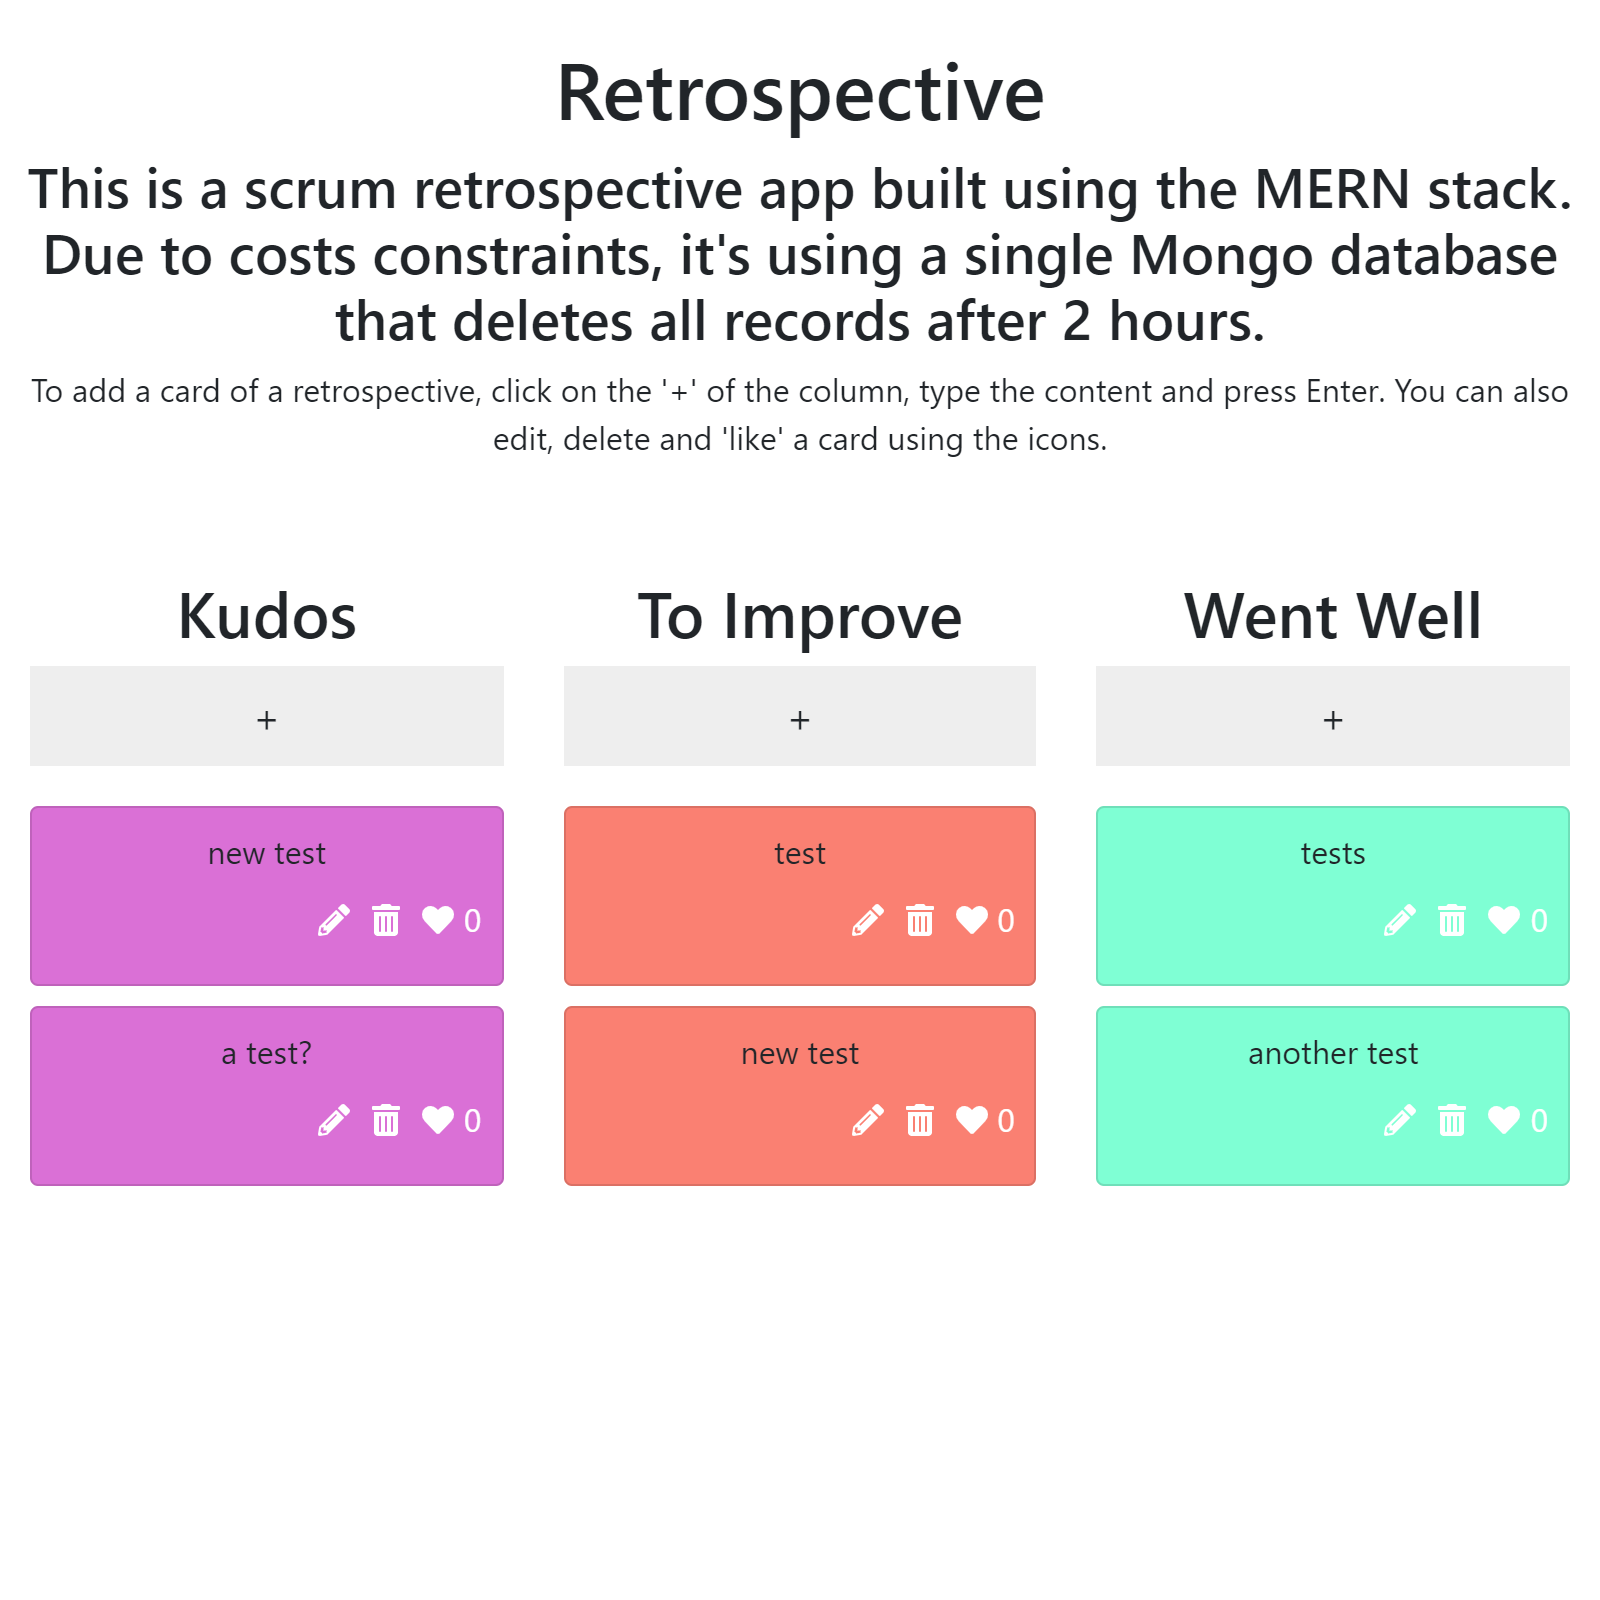 Retrospective
This is a scrum retrospective app built using the MERN stack.
Due to costs constraints, it's using a single Mongo database
that deletes all records after 2 hours.
To add a card of a retrospective, click on the '+' of the column, type the content and press Enter. You can also
edit, delete and 'like' a card using the icons.
Kudos
+
new test
0
a test?
0
To Improve
+
test
0
new test
0
Went Well
+
tests
0
another test
0